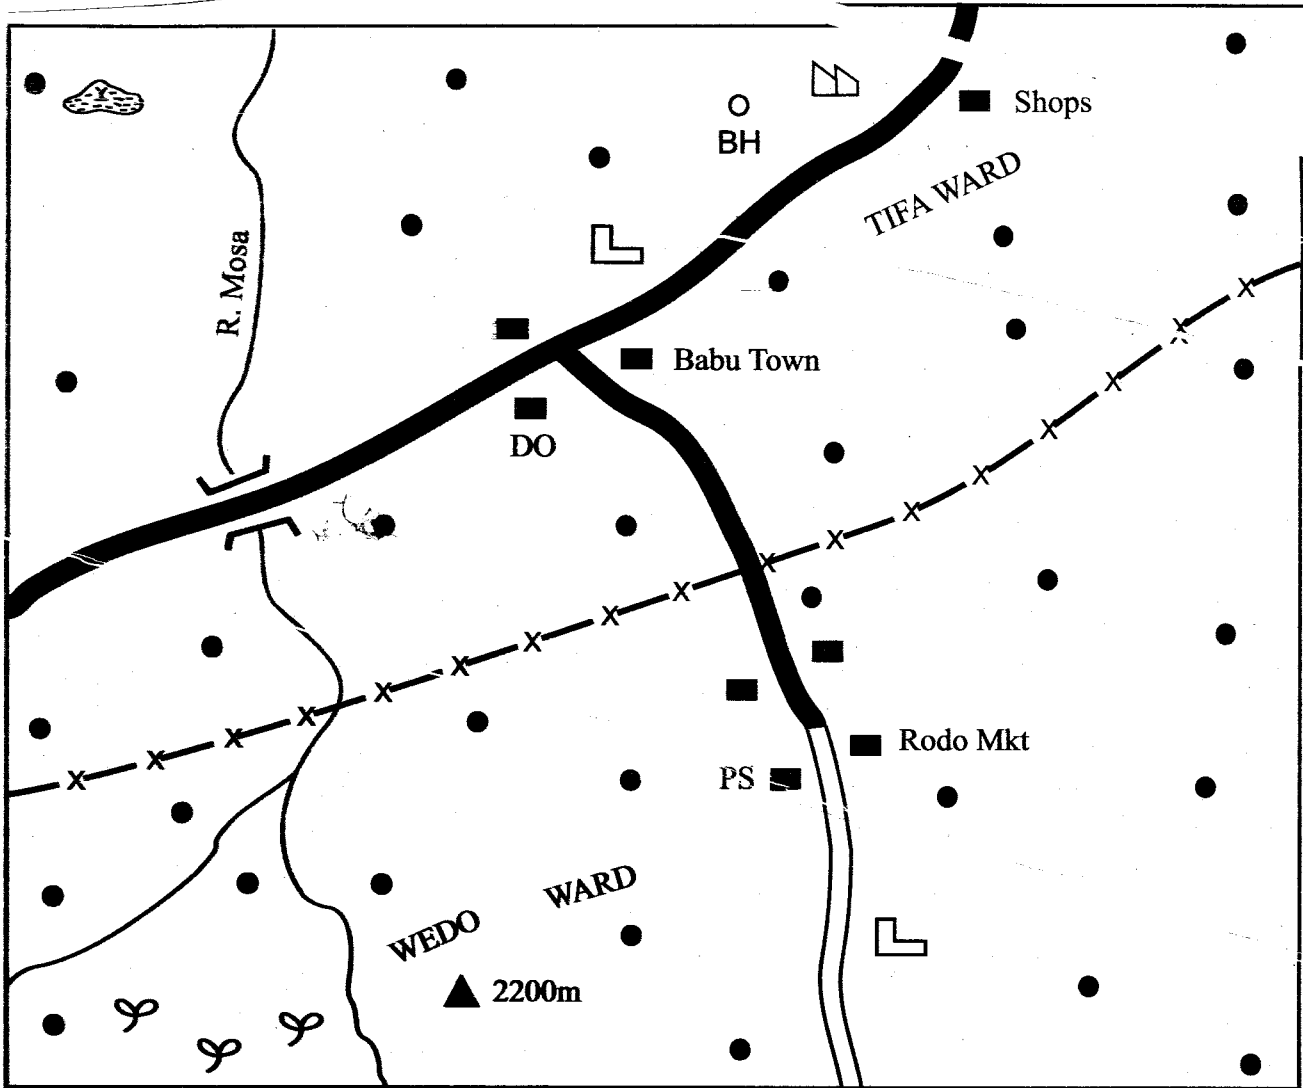 Shops
BH
TIFA WARD
R. Mosa
Babu Town
DO
Rodo Mkt
PS
WEDO WARD
2200m